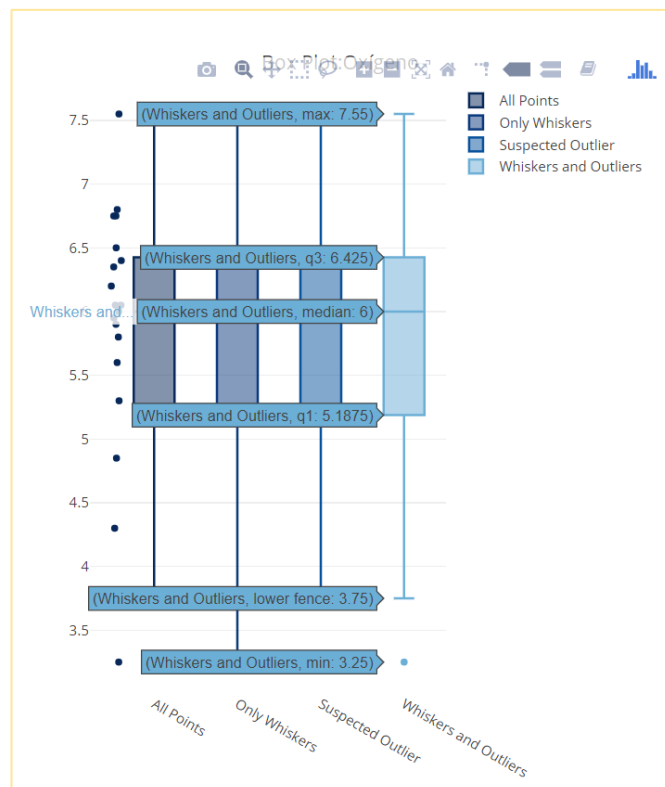 Box Plot:Oxígeno
All Points
Only Whiskers
Suspected Outlier
Whiskers and Outliers
7.5
(Whiskers and Outliers, max: 7.55)
7
6.5
(Whiskers and Outliers, q3: 6.425)
Whiskers and...
(Whiskers and Outliers, median: 6)
5.5
(Whiskers and Outliers, q1: 5.1875)
5
4.5
4
(Whiskers and Outliers, lower fence: 3.75)
3.5
(Whiskers and Outliers, min: 3.25)
All Points
Only Whiskers
Suspected Outlier
Whiskers and Outliers